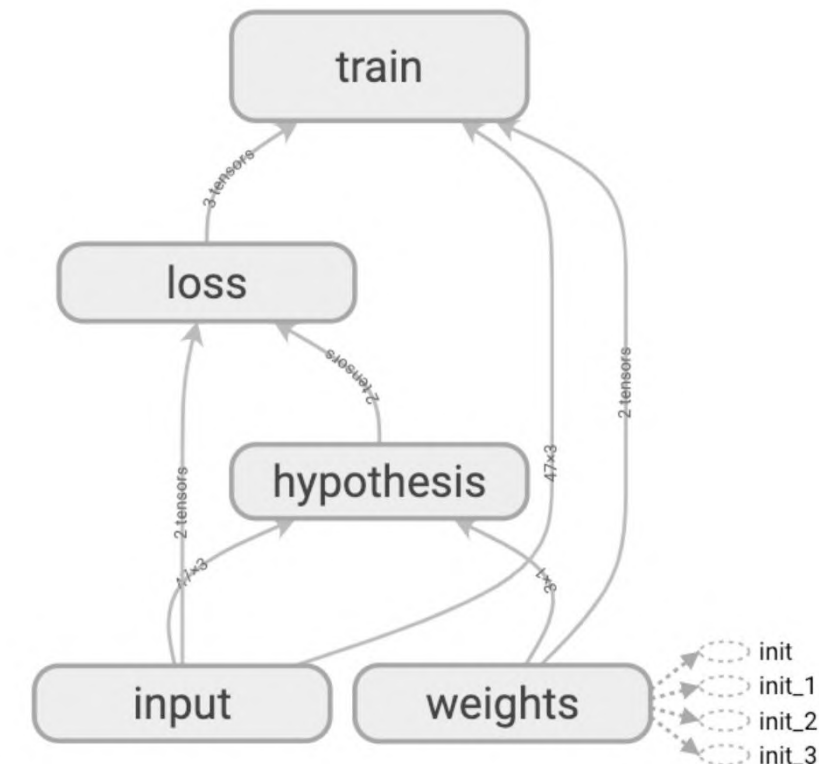 train
3 tensors
loss
2 tensors
2 tensors
hypothesis
47×3
2 tensors
47×3
3×1
input
weights
init
init_1
init_2
init_3